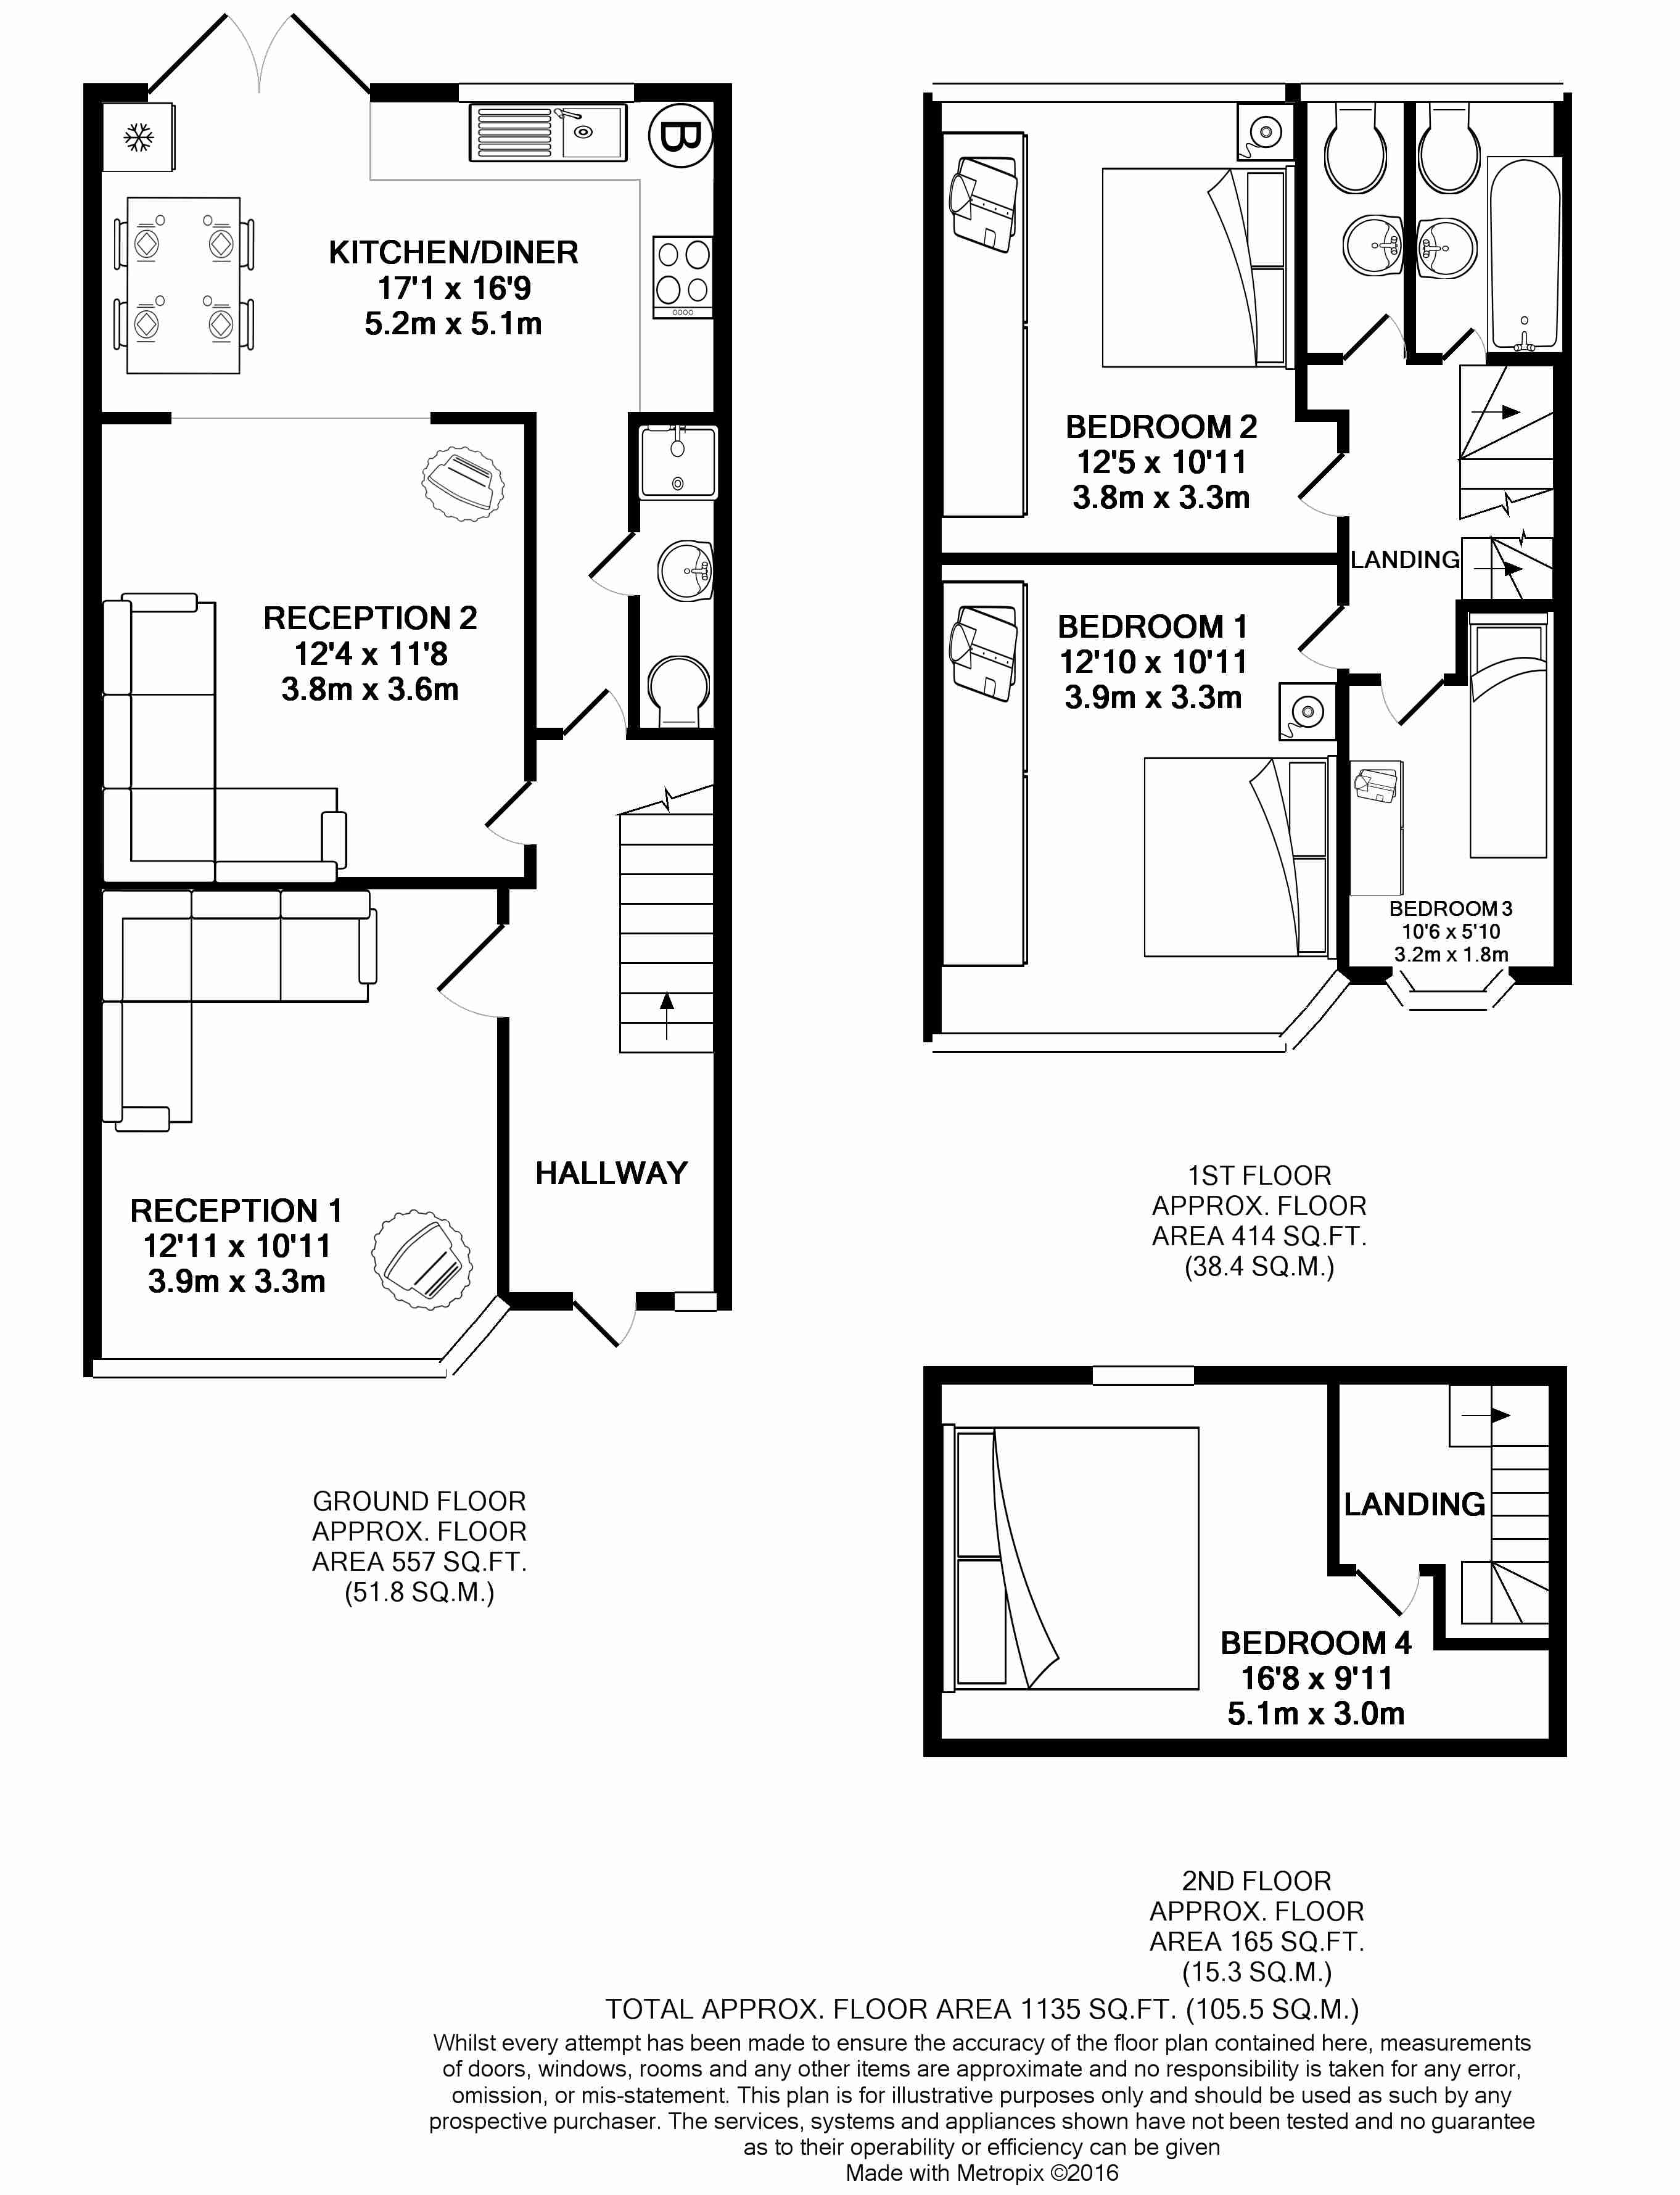 B
KITCHEN/DINER
17'1 x 16'9
5.2m x 5.1m
RECEPTION 2
12'4 x 11'8
3.8m x 3.6m
RECEPTION 1
12'11 x 10'11
3.9m x 3.3m
HALLWAY
GROUND FLOOR
APPROX. FLOOR
AREA 557 SQ.FT.
(51.8 SQ.M.)
BEDROOM 2
12'5 x 10'11
3.8m x 3.3m
LANDING
BEDROOM 1
12'10 x 10'11
3.9m x 3.3m
BEDROOM 3
10'6 x 5'10
3.2m x 1.8m
1ST FLOOR
APPROX. FLOOR
AREA 414 SQ.FT.
(38.4 SQ.M.)
LANDING
BEDROOM 4
16'8 x 9'11
5.1m x 3.0m
2ND FLOOR
APPROX. FLOOR
AREA 165 SQ.FT.
(15.3 SQ.M.)
TOTAL APPROX. FLOOR AREA 1135 SQ.FT. (105.5 SQ.M.)
Whilst every attempt has been made to ensure the accuracy of the floor plan contained here, measurements
of doors, windows, rooms and any other items are approximate and no responsibility is taken for any error,
omission, or mis-statement. This plan is for illustrative purposes only and should be used as such by any
prospective purchaser. The services, systems and appliances shown have not been tested and no guarantee
as to their operability or efficiency can be given
Made with Metropix ©2016